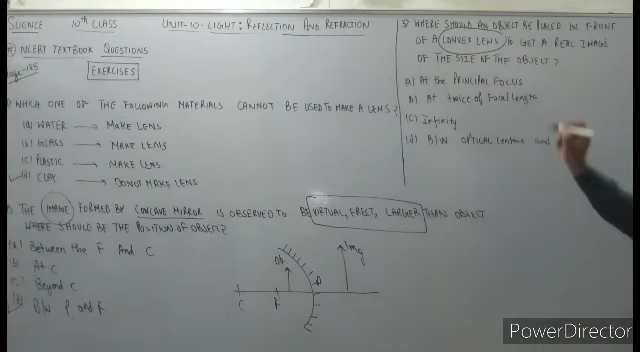 SCIENCE 10TH CLASS UNIT-10- LIGHT: REFLECTION AND REFRACTION
NCERT TEXTBOOK QUESTIONS
Page-185
EXERCISES
WHICH ONE OF THE FOLLOWING MATERIALS CANNOT BE USED TO MAKE A LENS?
(a) WATER → MAKE LENS
(b) GLASS → MAKE LENS
(c) PLASTIC → MAKE LENS
(d) CLAY → DO NOT MAKE LENS
THE IMAGE FORMED BY CONCAVE MIRROR IS OBSERVED TO BE VIRTUAL, ERECT, LARGER THAN OBJECT
WHERE SHOULD BE THE POSITION OF OBJECT?
(a) Between the F And C
(b) At C
(c) Beyond C
(d) B/w P and F
Ob
Img
C
F
P
3) WHERE SHOULD AN OBJECT BE PLACED IN FRONT
OF A CONVEX LENS TO GET A REAL IMAGE
OF THE SIZE OF THE OBJECT?
(a) At the PRINCIPAL FOCUS
(b) At twice of Focal length
(c) Infinity
(d) B/W OPTICAL CENTRE and
PowerDirector